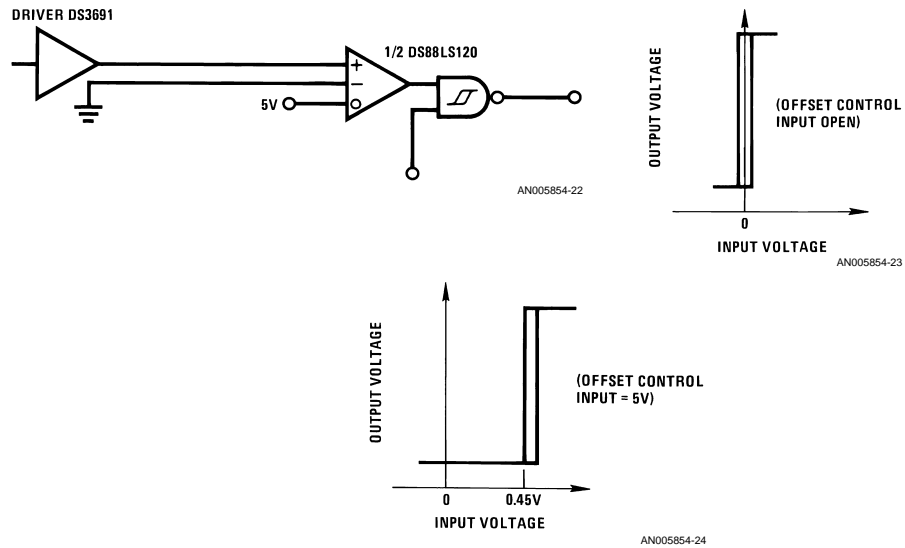 DRIVER DS3691
1/2 DS88LS120
+
−
5V
AN005854-22
OUTPUT VOLTAGE
(OFFSET CONTROL
INPUT OPEN)
0
INPUT VOLTAGE
AN005854-23
OUTPUT VOLTAGE
(OFFSET CONTROL
INPUT = 5V)
0 0.45V
INPUT VOLTAGE
AN005854-24